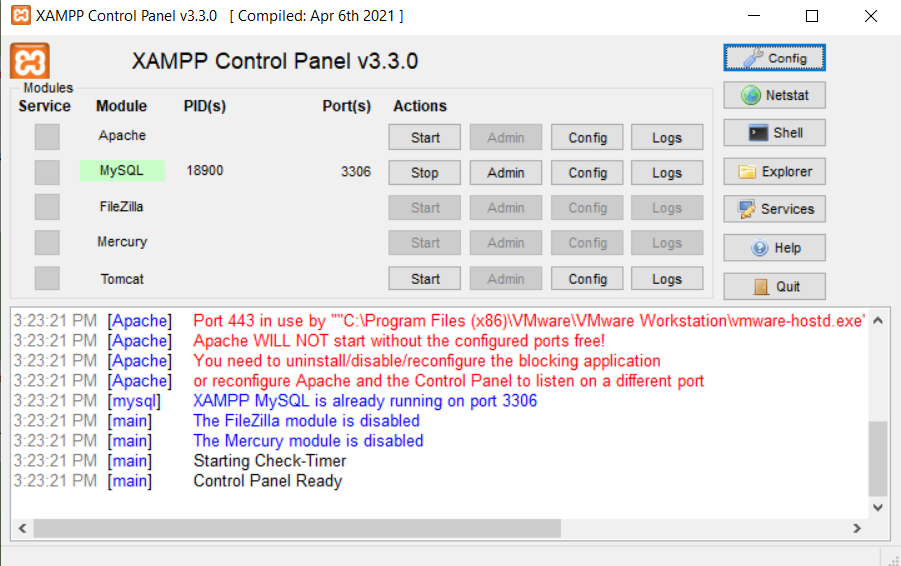 XAMPP Control Panel v3.3.0 [ Compiled: Apr 6th 2021 ]
XAMPP Control Panel v3.3.0
Config
Modules
Service Module PID(s) Port(s) Actions
Netstat
Apache Start Admin Config Logs
Shell
MySQL 18900 3306 Stop Admin Config Logs
Explorer
FileZilla Start Admin Config Logs
Services
Mercury Start Admin Config Logs
Help
Tomcat Start Admin Config Logs
Quit
3:23:21 PM [Apache] Port 443 in use by ""C:\Program Files (x86)\VMware\VMware Workstation\vmware-hostd.exe"
3:23:21 PM [Apache] Apache WILL NOT start without the configured ports free!
3:23:21 PM [Apache] You need to uninstall/disable/reconfigure the blocking application
3:23:21 PM [Apache] or reconfigure Apache and the Control Panel to listen on a different port
3:23:21 PM [mysql] XAMPP MySQL is already running on port 3306
3:23:21 PM [main] The FileZilla module is disabled
3:23:21 PM [main] The Mercury module is disabled
3:23:21 PM [main] Starting Check-Timer
3:23:21 PM [main] Control Panel Ready